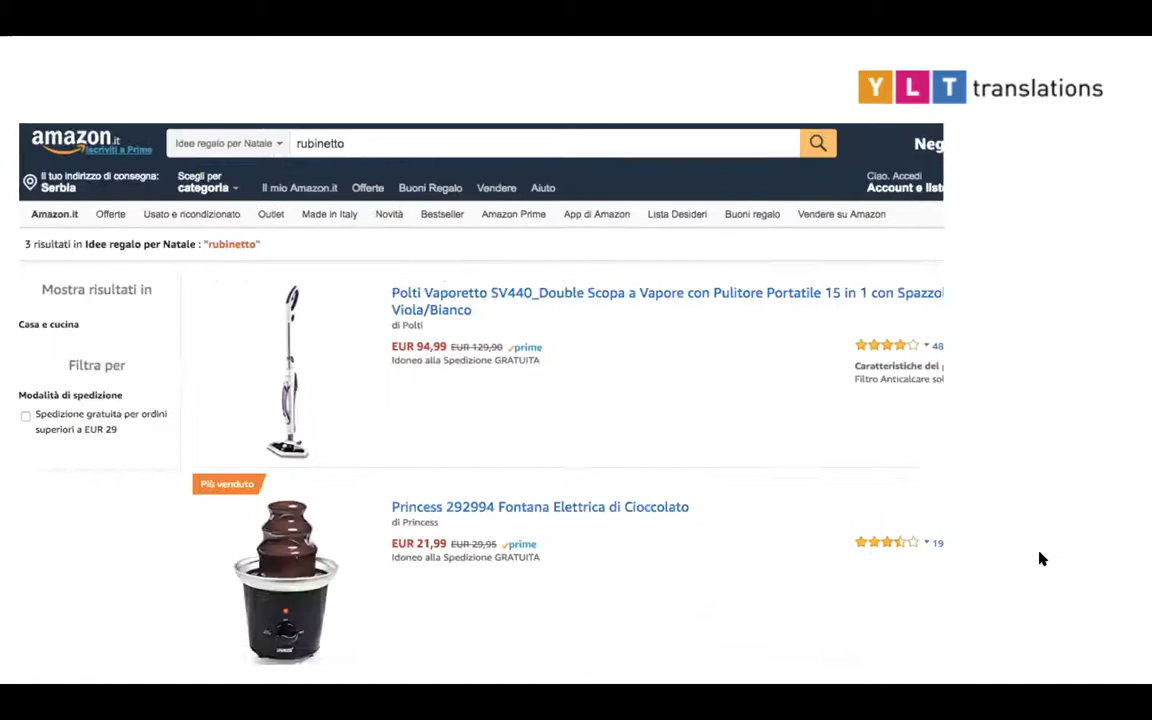 Y L T translations
amazon.it
Iscriviti a Prime
Idee regalo per Natale
rubinetto
Neg
Il tuo indirizzo di consegna:
Serbia
Scegli per
categoria
Il mio Amazon.it Offerte Buoni Regalo Vendere Aiuto
Ciao. Accedi
Account e liste
Amazon.it Offerte Usato e ricondizionato Outlet Made in Italy Novità Bestseller Amazon Prime App di Amazon Lista Desideri Buoni regalo Vendere su Amazon
3 risultati in Idee regalo per Natale : "rubinetto"
Mostra risultati in
Casa e cucina
Filtra per
Modalità di spedizione
Spedizione gratuita per ordini
superiori a EUR 29
Polti Vaporetto SV440_Double Scopa a Vapore con Pulitore Portatile 15 in 1 con Spazzol
Viola/Bianco
di Polti
EUR 94,99 EUR 129,90 prime
Idoneo alla Spedizione GRATUITA
48
Caratteristiche del
Filtro Anticalcare sol
Più venduto
Princess 292994 Fontana Elettrica di Cioccolato
di Princess
EUR 21,99 EUR 29,95 prime
Idoneo alla Spedizione GRATUITA
19